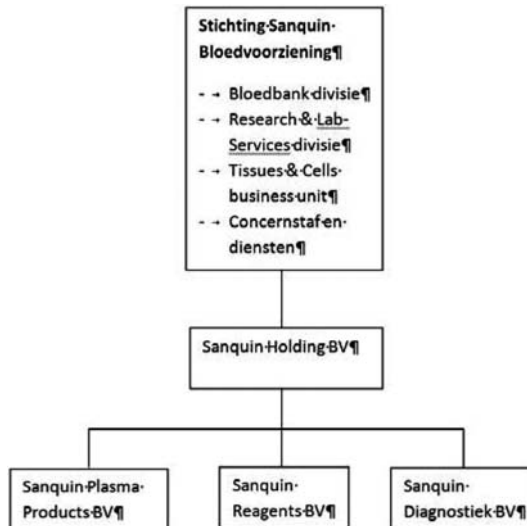 Stichting·Sanquin·
Bloedvoorziening¶
- → Bloedbank·divisie¶
- → Research·&·Lab-
Services·divisie¶
- → Tissues·&·Cells·
business·unit¶
- → Concernstaf·en·
diensten¶
Sanquin·Holding·BV¶
Sanquin·Plasma·
Products·BV¶
Sanquin·
Reagents·BV¶
Sanquin·
Diagnostiek·BV¶